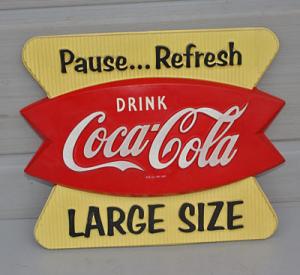 Pause... Refresh
DRINK
Coca-Cola
LARGE SIZE